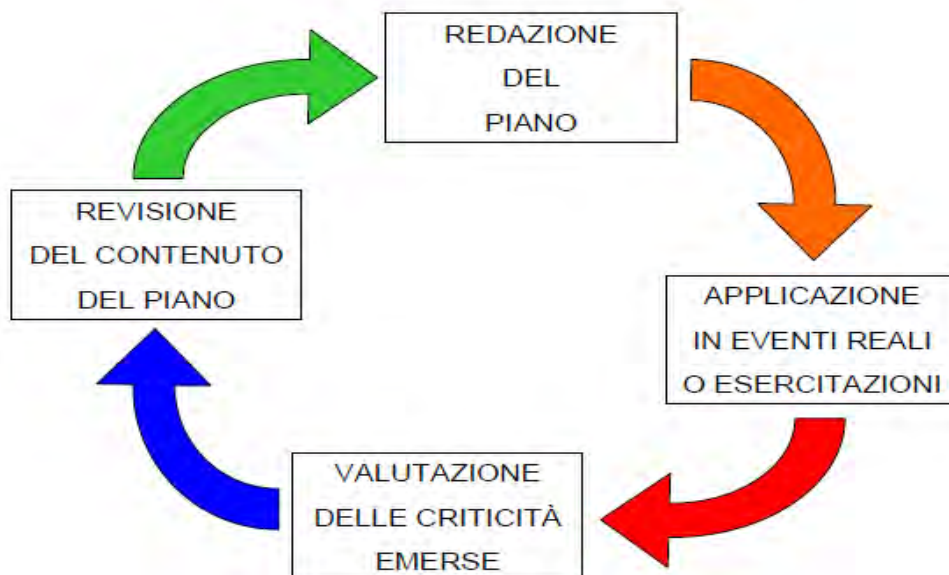 REDAZIONE
DEL
PIANO
APPLICAZIONE
IN EVENTI REALI
O ESERCITAZIONI
VALUTAZIONE
DELLE CRITICITÀ
EMERSE
REVISIONE
DEL CONTENUTO
DEL PIANO